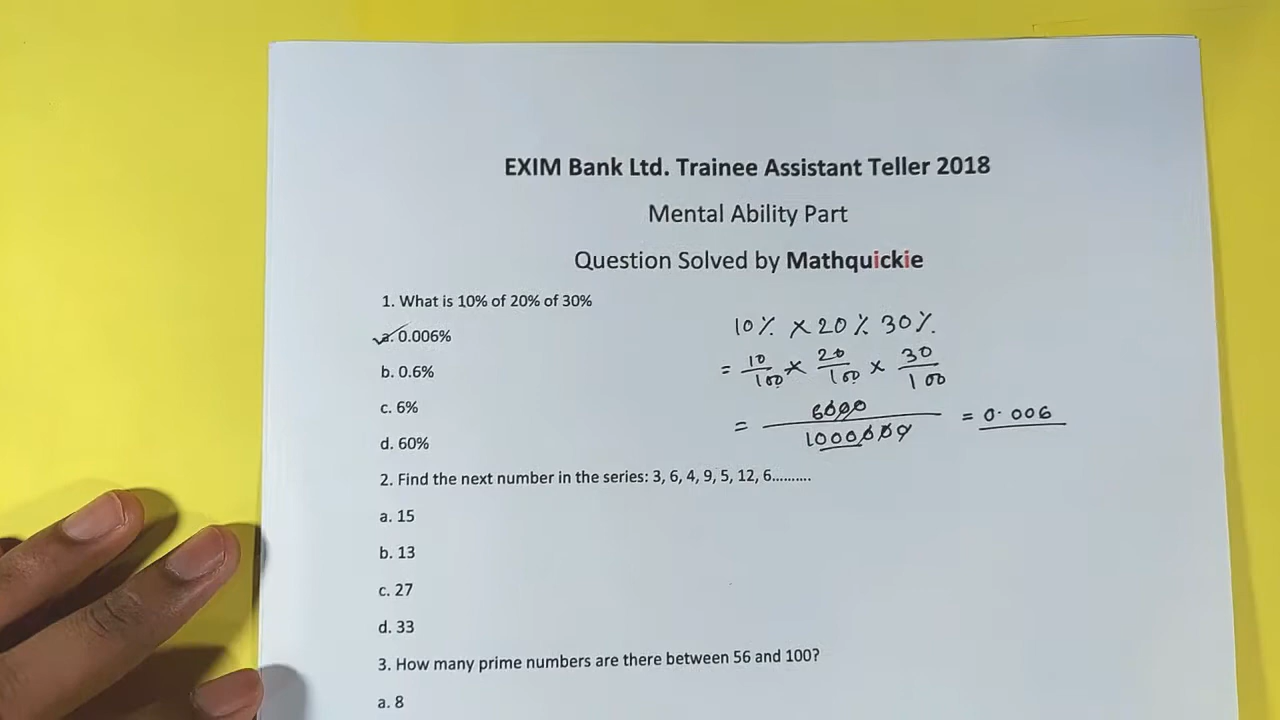 EXIM Bank Ltd. Trainee Assistant Teller 2018
Mental Ability Part
Question Solved by Mathquickie
1. What is 10% of 20% of 30%
a. 0.006%
b. 0.6%
c. 6%
d. 60%
10% × 20% 30%
= 10/100 × 20/100 × 30/100
= 6000/1000000 = 0.006
2. Find the next number in the series: 3, 6, 4, 9, 5, 12, 6..........
a. 15
b. 13
c. 27
d. 33
3. How many prime numbers are there between 56 and 100?
a. 8